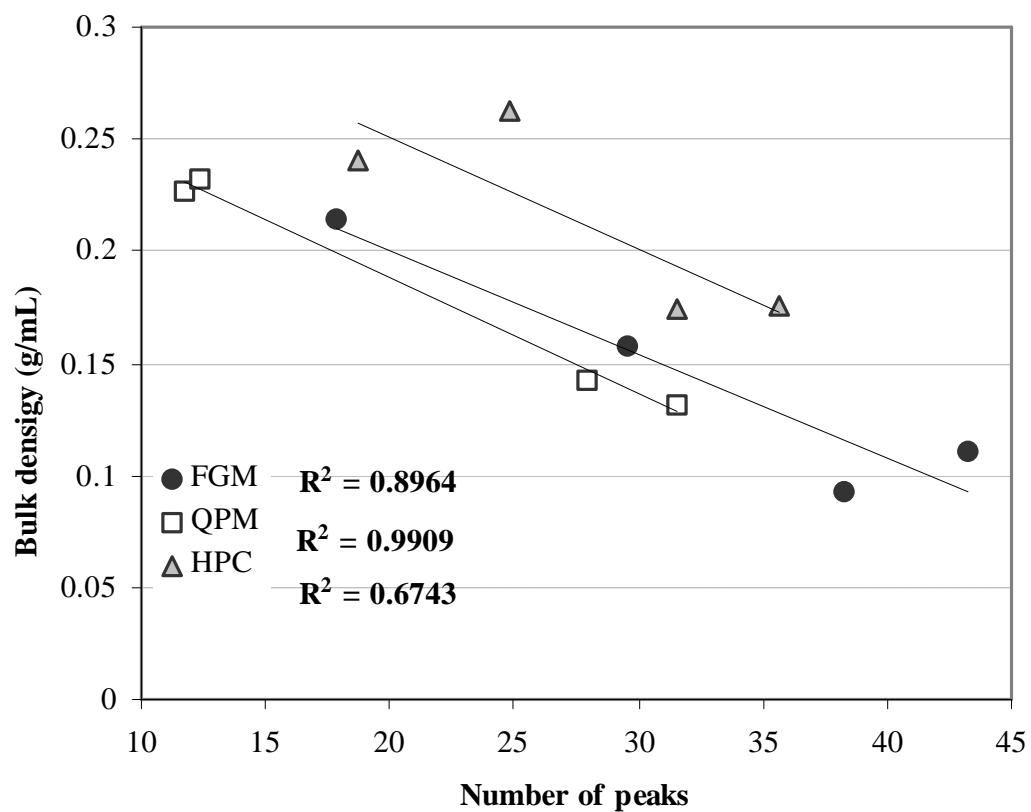 0.3
0.25
0.2
0.15
0.1
0.05
0
Bulk densigy (g/mL)
FGM R² = 0.8964
QPM R² = 0.9909
HPC R² = 0.6743
10 15 20 25 30 35 40 45
Number of peaks